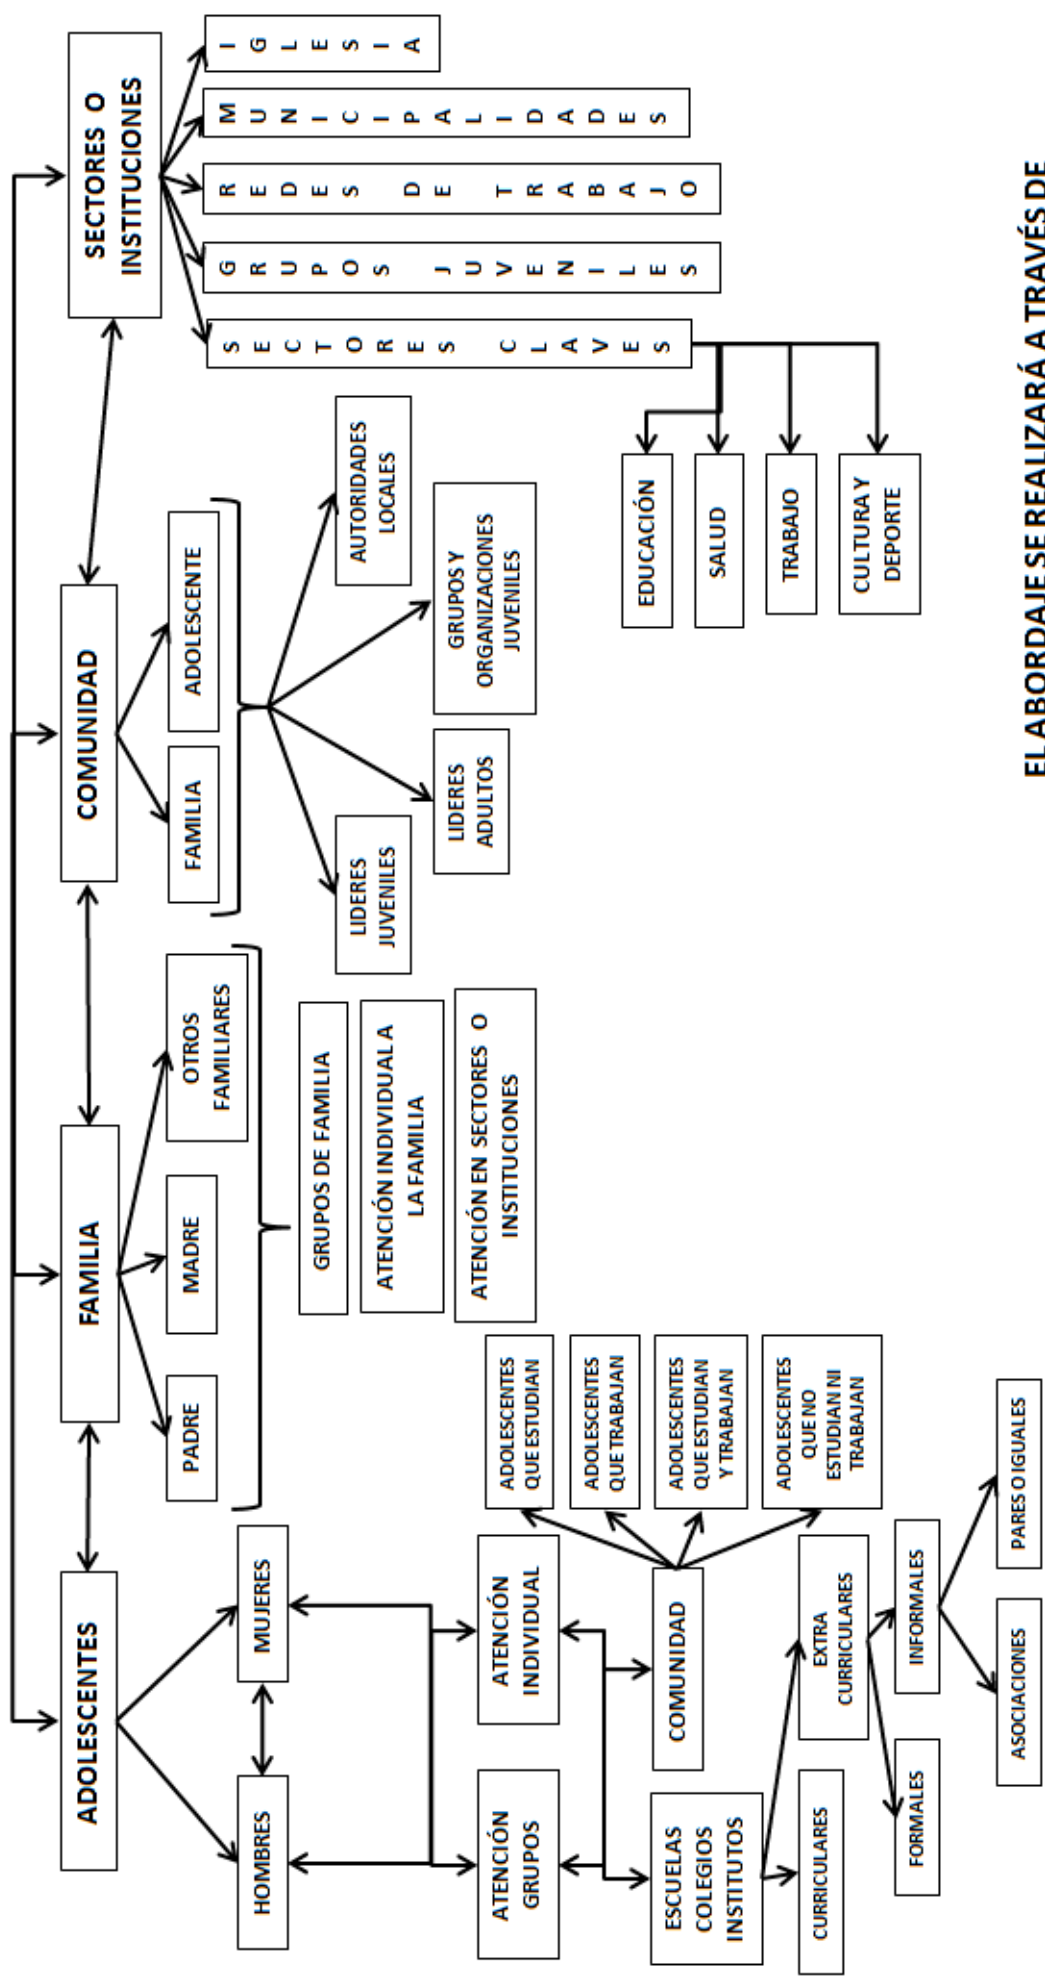 ADOLESCENTES
FAMILIA
COMUNIDAD
SECTORES O
INSTITUCIONES
HOMBRES
MUJERES
ATENCIÓN
GRUPOS
ATENCIÓN
INDIVIDUAL
ESCUELAS
COLEGIOS
INSTITUTOS
COMUNIDAD
ADOLESCENTES
QUE ESTUDIAN
ADOLESCENTES
QUE TRABAJAN
ADOLESCENTES
QUE ESTUDIAN
Y TRABAJAN
ADOLESCENTES
QUE NO
ESTUDIAN NI
TRABAJAN
CURRICULARES
EXTRA
CURRICULARES
FORMALES
INFORMALES
ASOCIACIONES
PARES O IGUALES
PADRE
MADRE
OTROS
FAMILIARES
GRUPOS DE FAMILIA
ATENCIÓN INDIVIDUAL A
LA FAMILIA
ATENCIÓN EN SECTORES O
INSTITUCIONES
FAMILIA
ADOLESCENTE
LIDERES
JUVENILES
LIDERES
ADULTOS
GRUPOS Y
ORGANIZACIONES
JUVENILES
AUTORIDADES
LOCALES
SECTORES CLAVES
GRUPOS JUVENILES
REDES DE TRABAJO
MUNICIPALIDADES
IGLESIA
EDUCACIÓN
SALUD
TRABAJO
CULTURA Y
DEPORTE
EL ABORDAJE SE REALIZARÁ A TRAVÉS DE